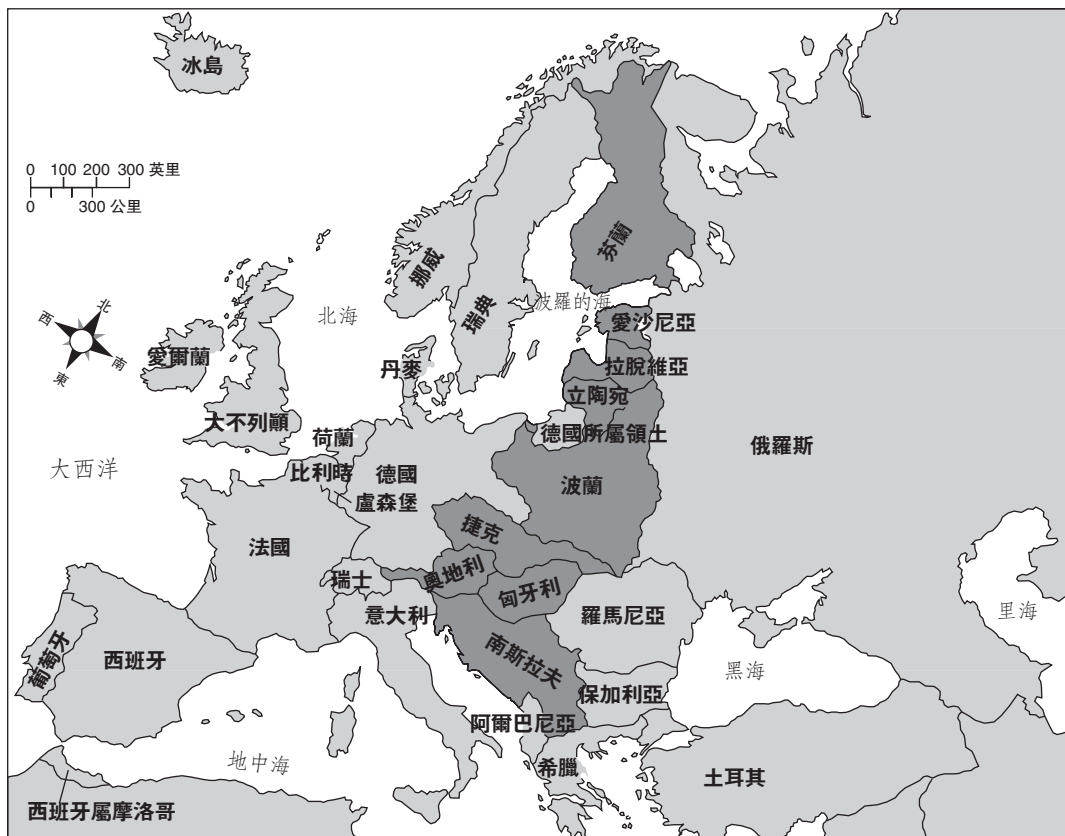 冰島
0 100 200 300 英里
0 300 公里
北
西
南
東
挪威
芬蘭
瑞典
北海
波羅的海
愛沙尼亞
愛爾蘭
丹麥
拉脫維亞
立陶宛
大不列顛
荷蘭
德國所屬領土
俄羅斯
大西洋
比利時
德國
盧森堡
波蘭
捷克
法國
瑞士
奧地利
匈牙利
意大利
羅馬尼亞
里海
葡萄牙
西班牙
南斯拉夫
黑海
保加利亞
阿爾巴尼亞
地中海
希臘
土耳其
西班牙屬摩洛哥